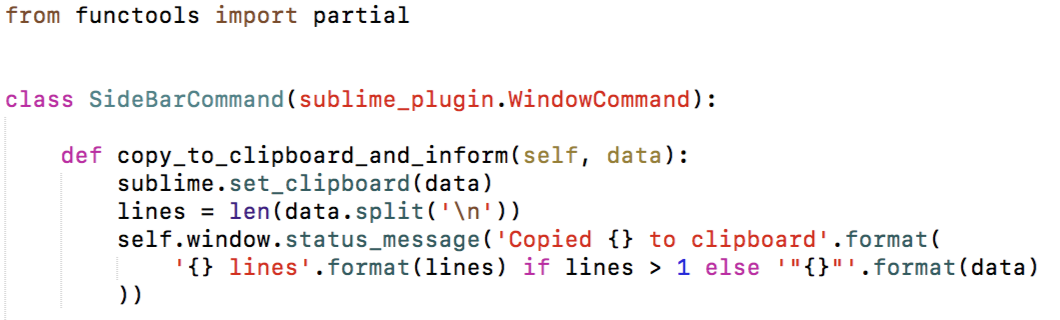 from functools import partial
class SideBarCommand(sublime_plugin.WindowCommand):
    def copy_to_clipboard_and_inform(self, data):
        sublime.set_clipboard(data)
        lines = len(data.split('\n'))
        self.window.status_message('Copied {} to clipboard'.format(
            '{} lines'.format(lines) if lines > 1 else '"{}"'.format(data)
        ))